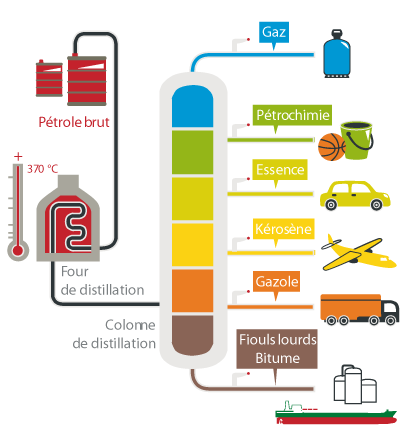 Gaz
Pétrole brut
Pétrochimie
+
370 °C
Essence
Kérosène
Four
de distillation
Gazole
Colonne
de distillation
Fiouls lourds
Bitume